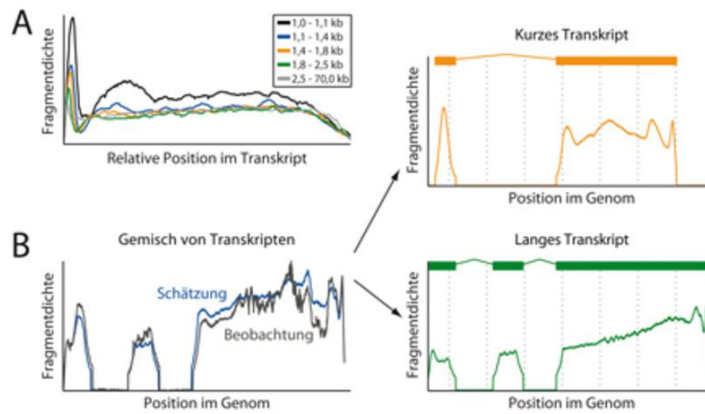 A
Fragmentdichte
1,0 - 1,1 kb
1,1 - 1,4 kb
1,4 - 1,8 kb
1,8 - 2,5 kb
2,5 - 70,0 kb
Relative Position im Transkript
Kurzes Transkript
Fragmentdichte
Position im Genom
B
Gemisch von Transkripten
Fragmentdichte
Schätzung
Beobachtung
Position im Genom
Langes Transkript
Fragmentdichte
Position im Genom